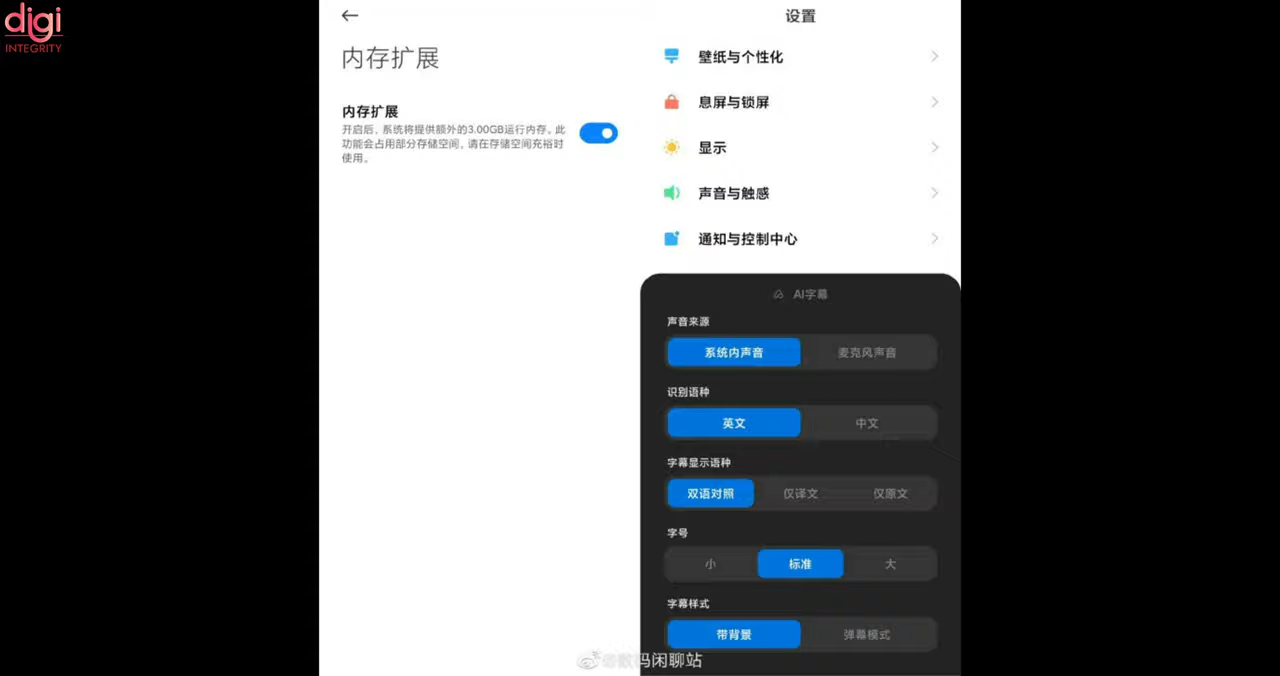 digi
INTEGRITY
内存扩展
内存扩展
开启后，系统将提供额外的3.00GB运行内存。此
功能会占用部分存储空间，请在存储空间充裕时
使用。
设置
壁纸与个性化
息屏与锁屏
显示
声音与触感
通知与控制中心
AI字幕
声音来源
系统内声音 麦克风声音
识别语种
英文 中文
字幕显示语种
双语对照 仅译文 仅原文
字号
小 标准 大
字幕样式
带背景 弹幕模式
@数码闲聊站